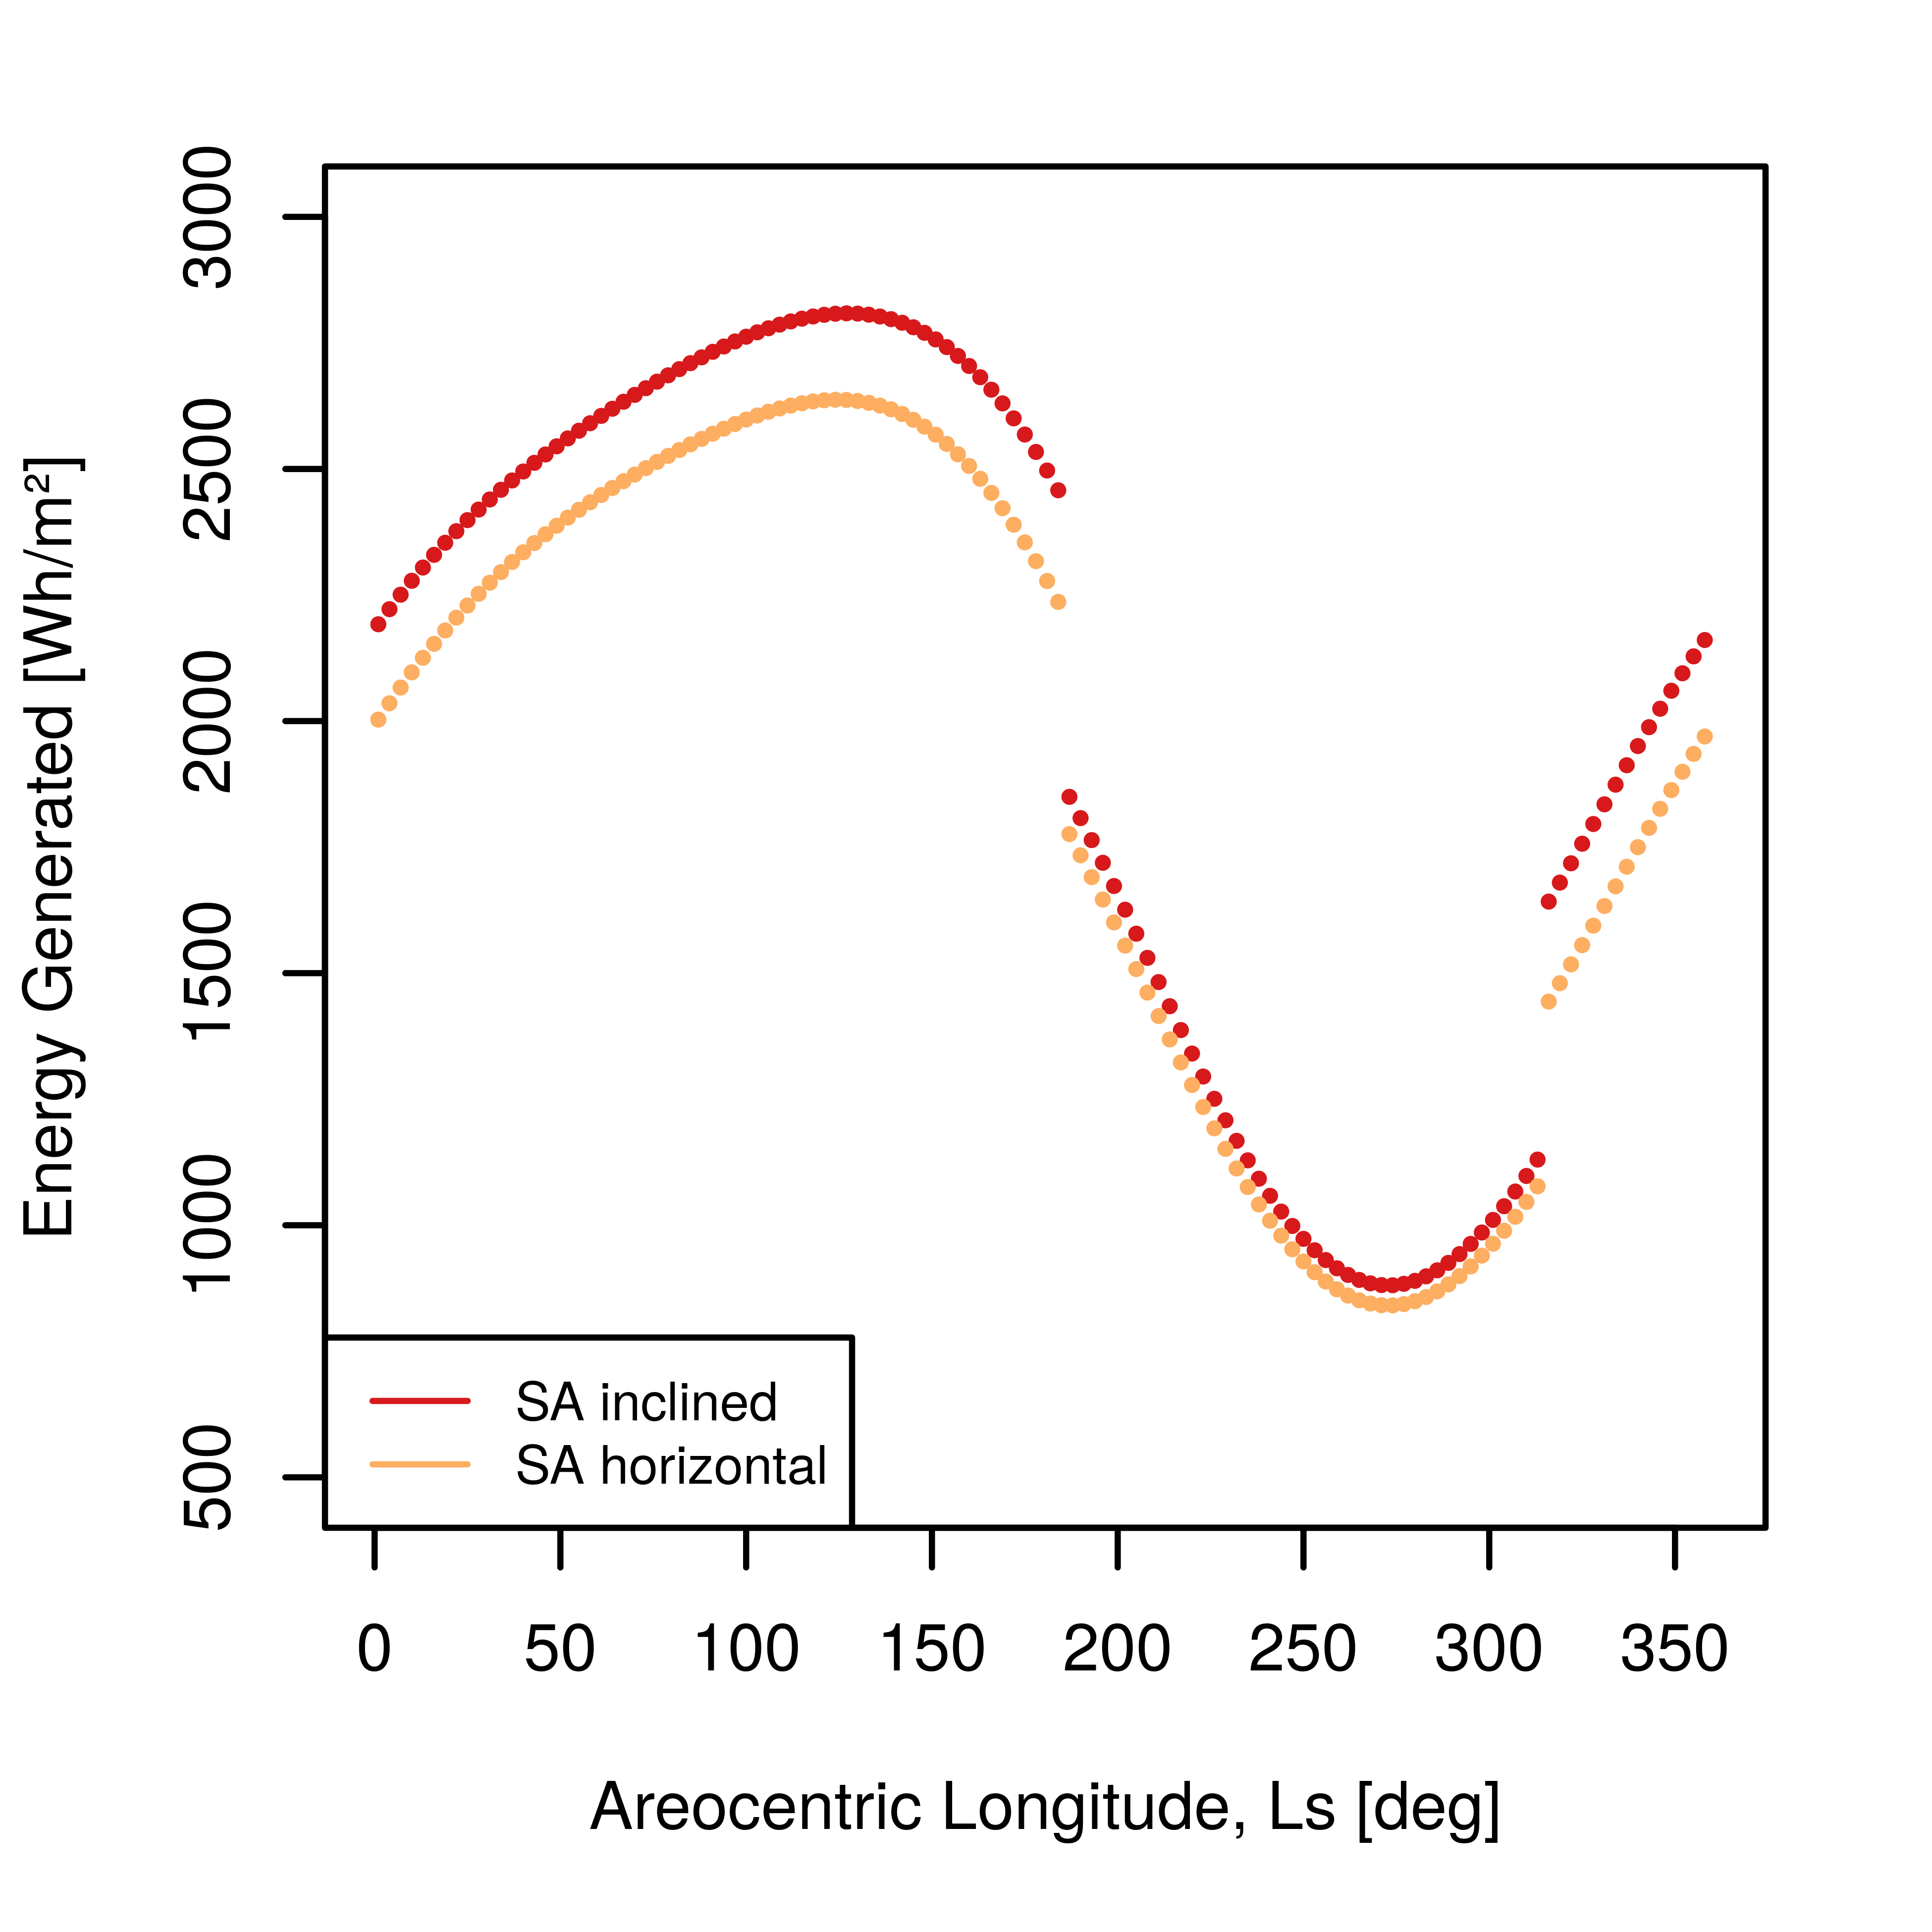 Energy Generated [Wh/m²]
3000
2500
2000
1500
1000
500
SA inclined
SA horizontal
0 50 100 150 200 250 300 350
Areocentric Longitude, Ls [deg]